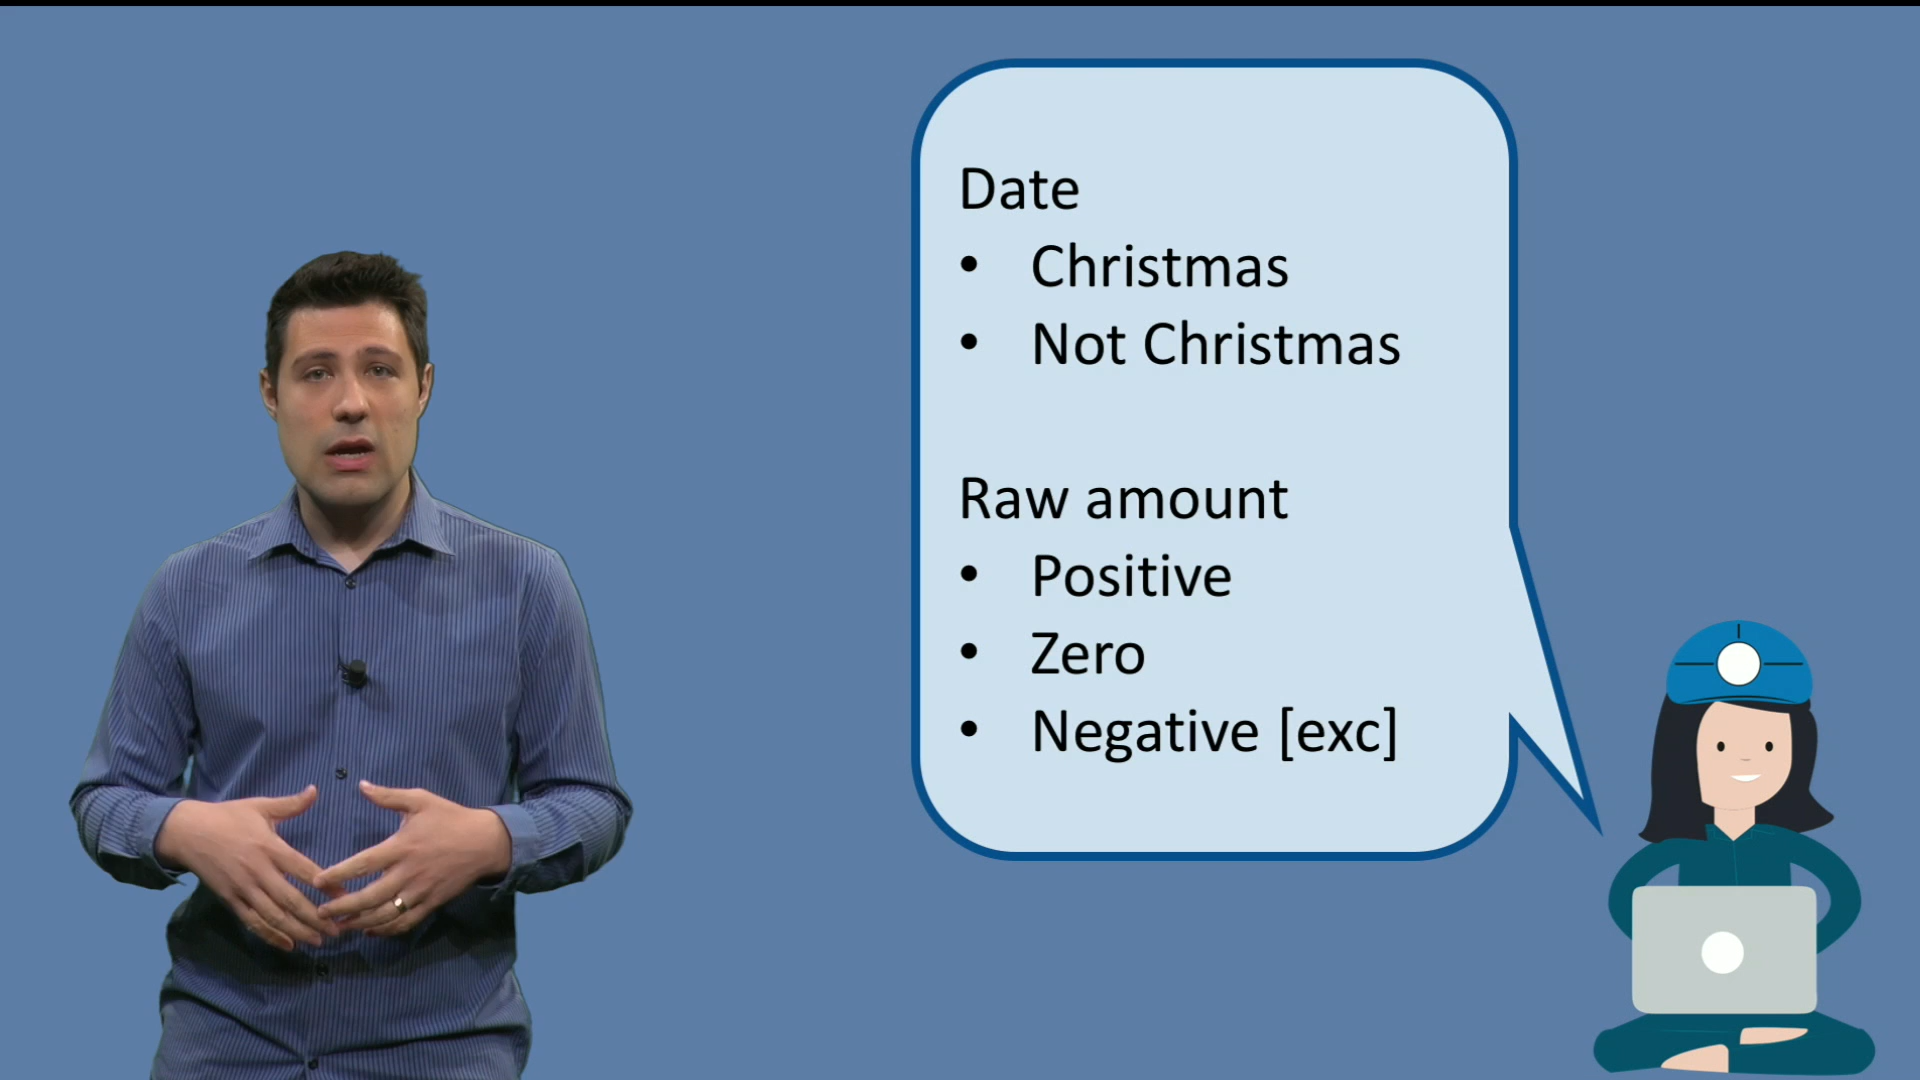 Date
• Christmas
• Not Christmas
Raw amount
• Positive
• Zero
• Negative [exc]